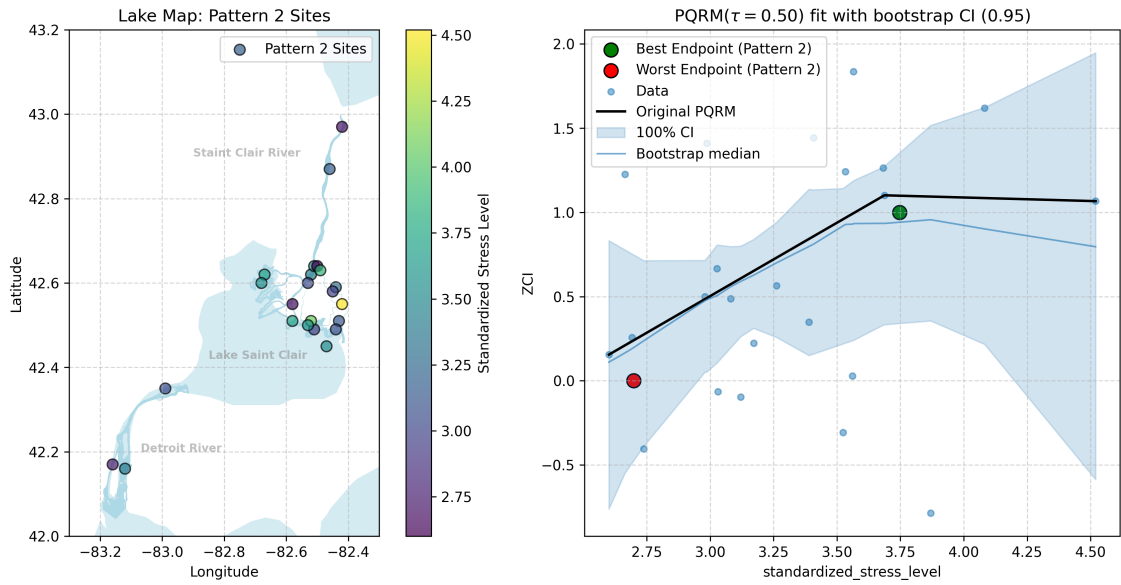 Lake Map: Pattern 2 Sites
Pattern 2 Sites
Staint Clair River
Lake Saint Clair
Detroit River
43.2
43.0
42.8
42.6
42.4
42.2
42.0
Latitude
−83.2
−83.0
−82.8
−82.6
−82.4
Longitude
4.50
4.25
4.00
3.75
3.50
3.25
3.00
2.75
Standardized Stress Level
PQRM(τ = 0.50) fit with bootstrap CI (0.95)
Best Endpoint (Pattern 2)
Worst Endpoint (Pattern 2)
Data
Original PQRM
100% CI
Bootstrap median
2.0
1.5
1.0
0.5
0.0
−0.5
ZCI
2.75
3.00
3.25
3.50
3.75
4.00
4.25
4.50
standardized_stress_level